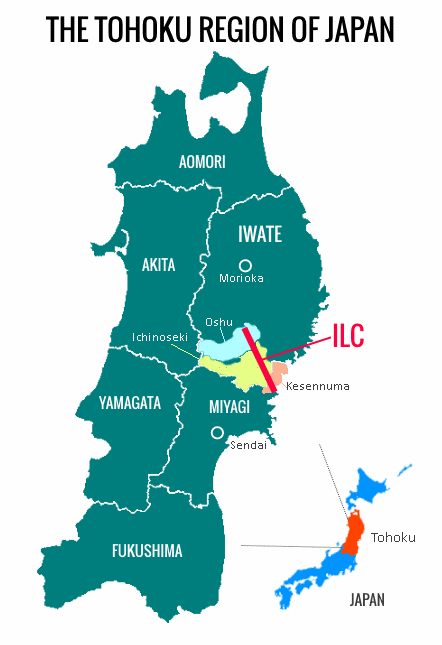 THE TOHOKU REGION OF JAPAN
AOMORI
IWATE
AKITA
Morioka
Oshu
Ichinoseki
ILC
Kesennuma
YAMAGATA
MIYAGI
Sendai
Tohoku
FUKUSHIMA
JAPAN